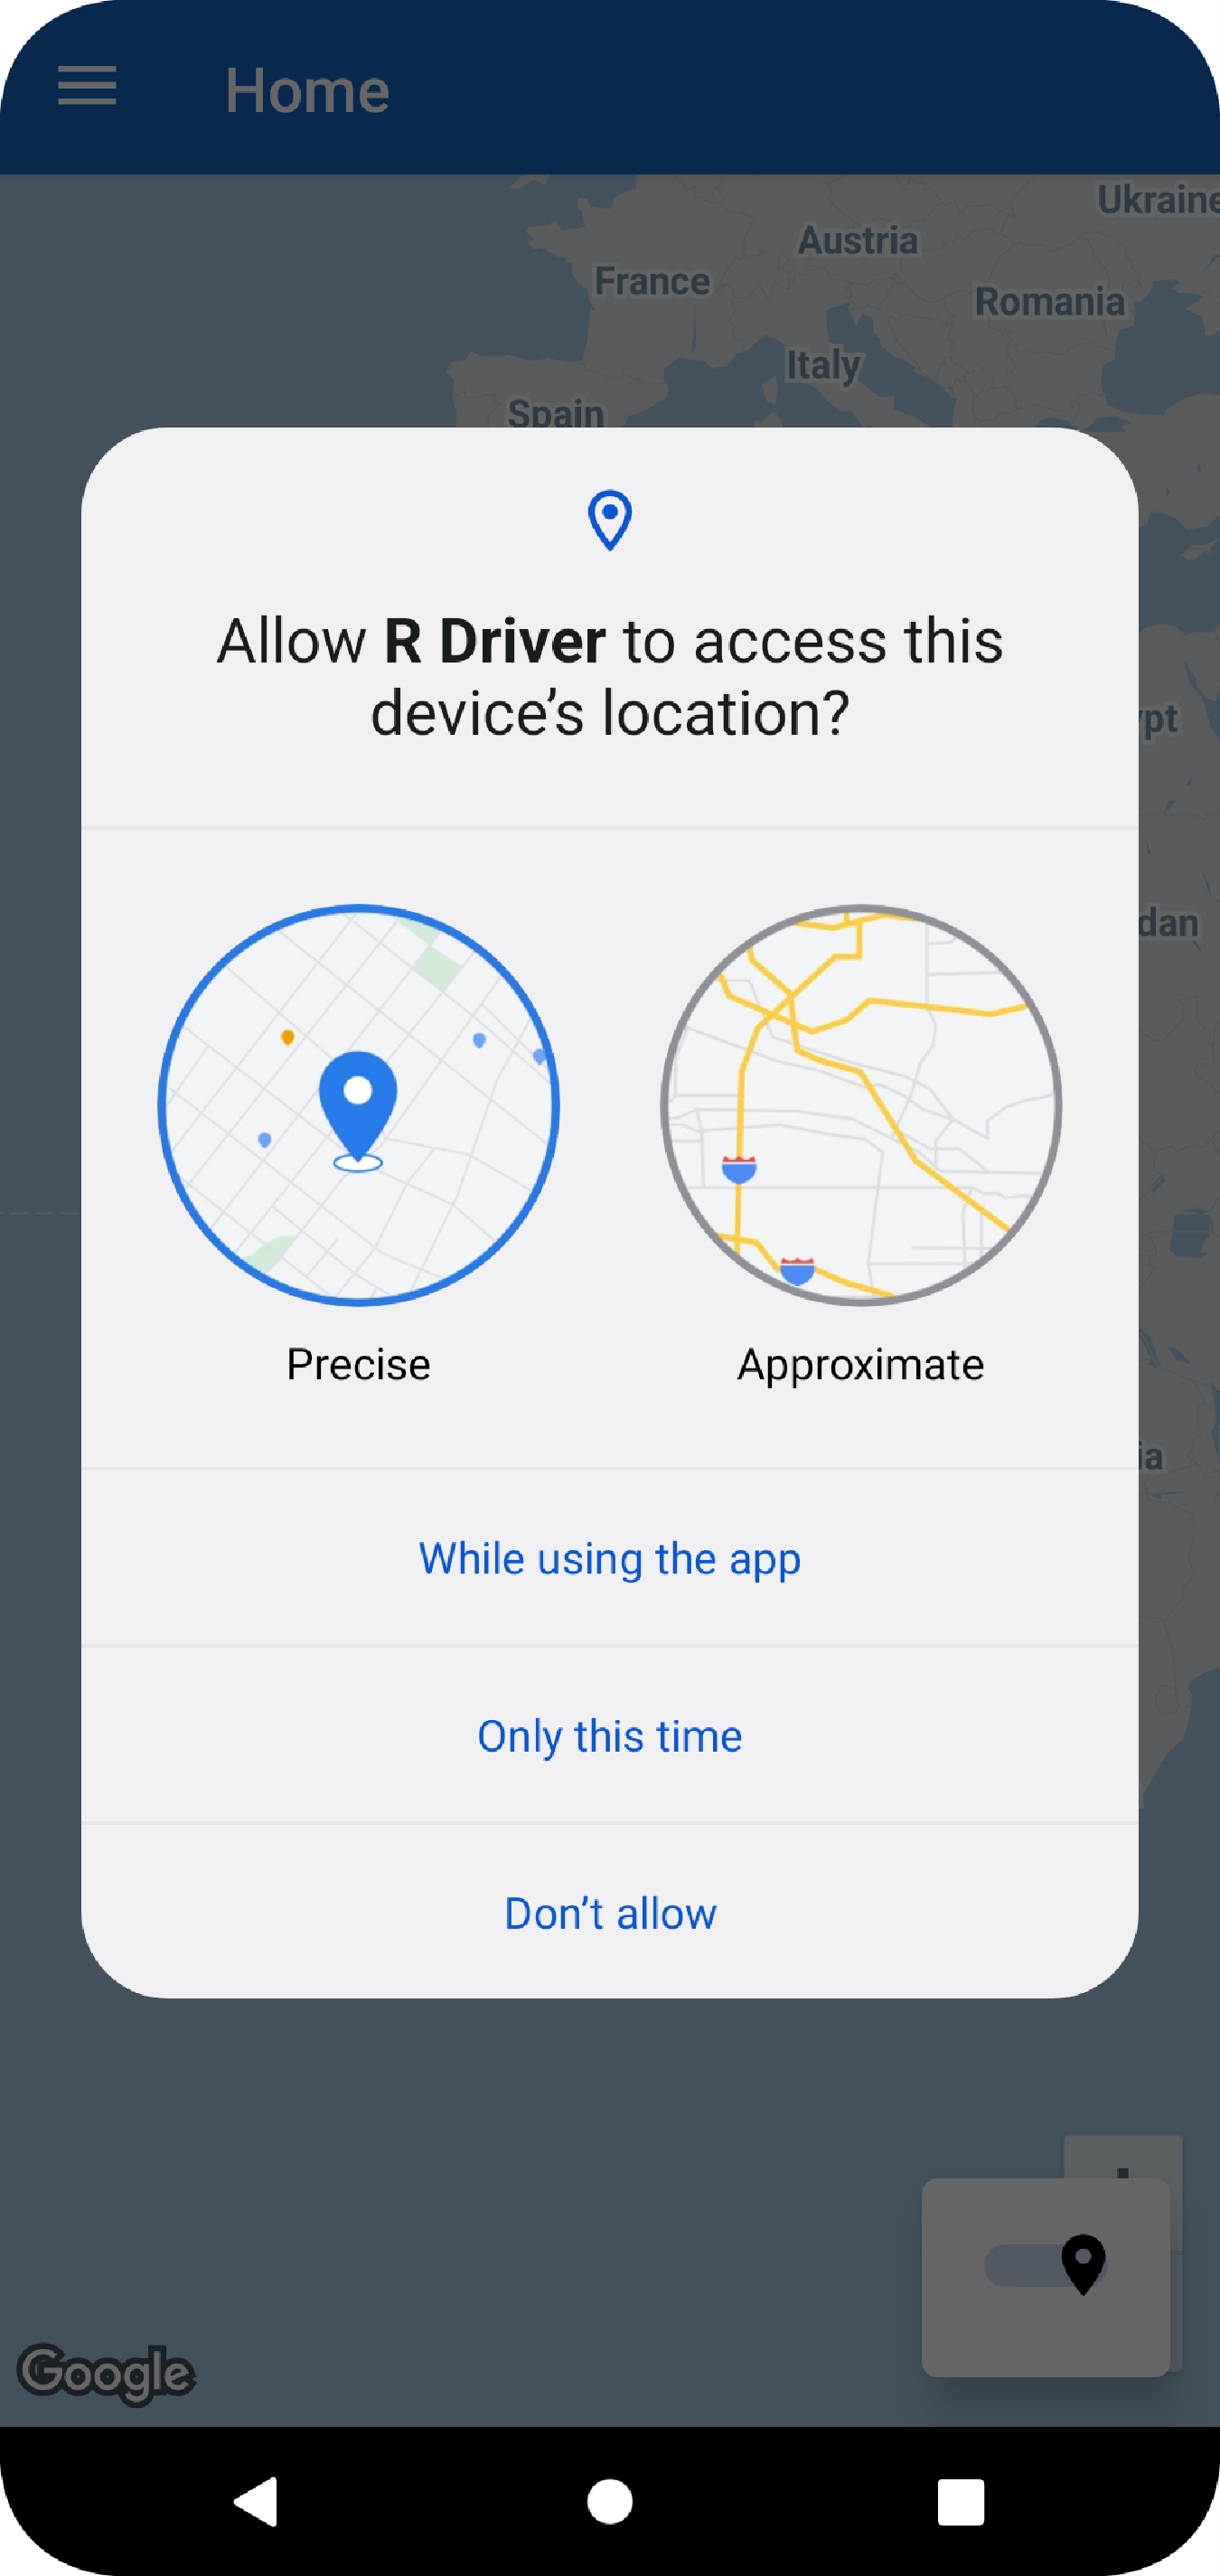 Home
Ukraine
Austria
France
Romania
Italy
Spain
Allow R Driver to access this
device’s location?
ypt
dan
Precise
Approximate
ia
While using the app
Only this time
Don’t allow
Google